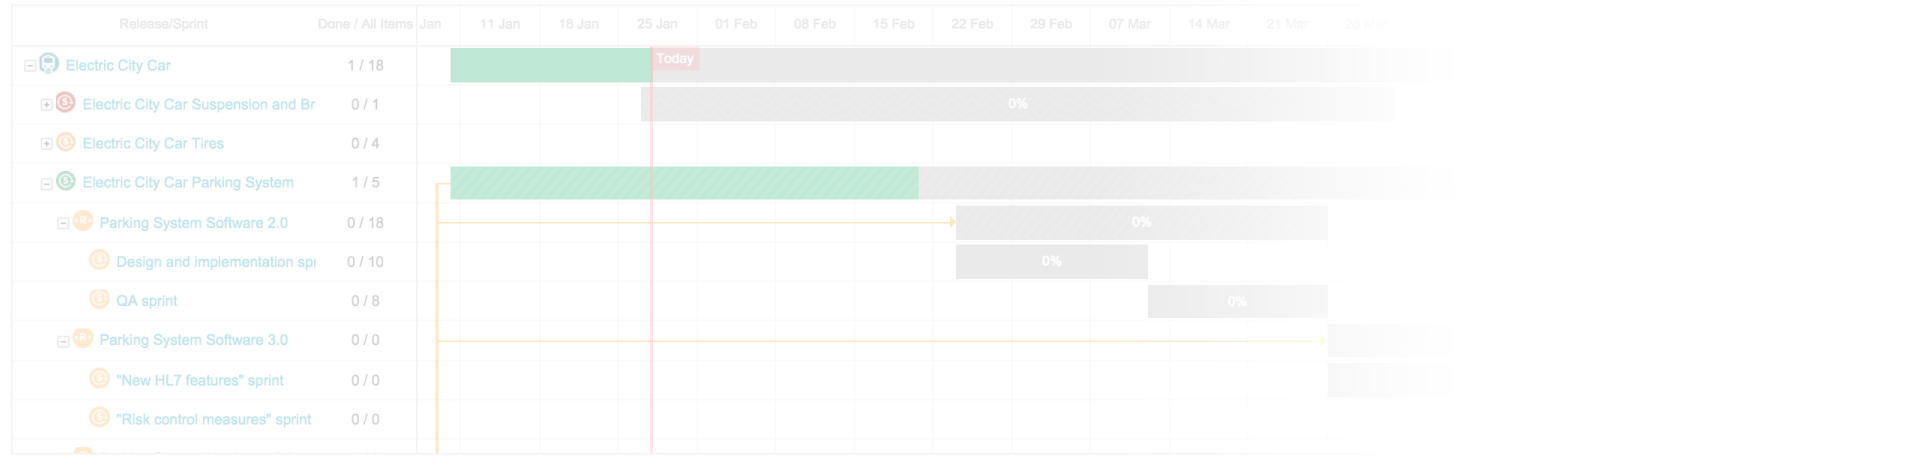 Release/Sprint Done / All Items Jan 11 Jan 18 Jan 25 Jan 01 Feb 08 Feb 15 Feb 22 Feb 29 Feb 07 Mar 14 Mar 21 Mar 28 Mar
Electric City Car 1 / 18 Today
Electric City Car Suspension and Br 0 / 1 0%
Electric City Car Tires 0 / 4
Electric City Car Parking System 1 / 5
Parking System Software 2.0 0 / 18 0%
Design and implementation spi 0 / 10 0%
QA sprint 0 / 8 0%
Parking System Software 3.0 0 / 0
"New HL7 features" sprint 0 / 0
"Risk control measures" sprint 0 / 0